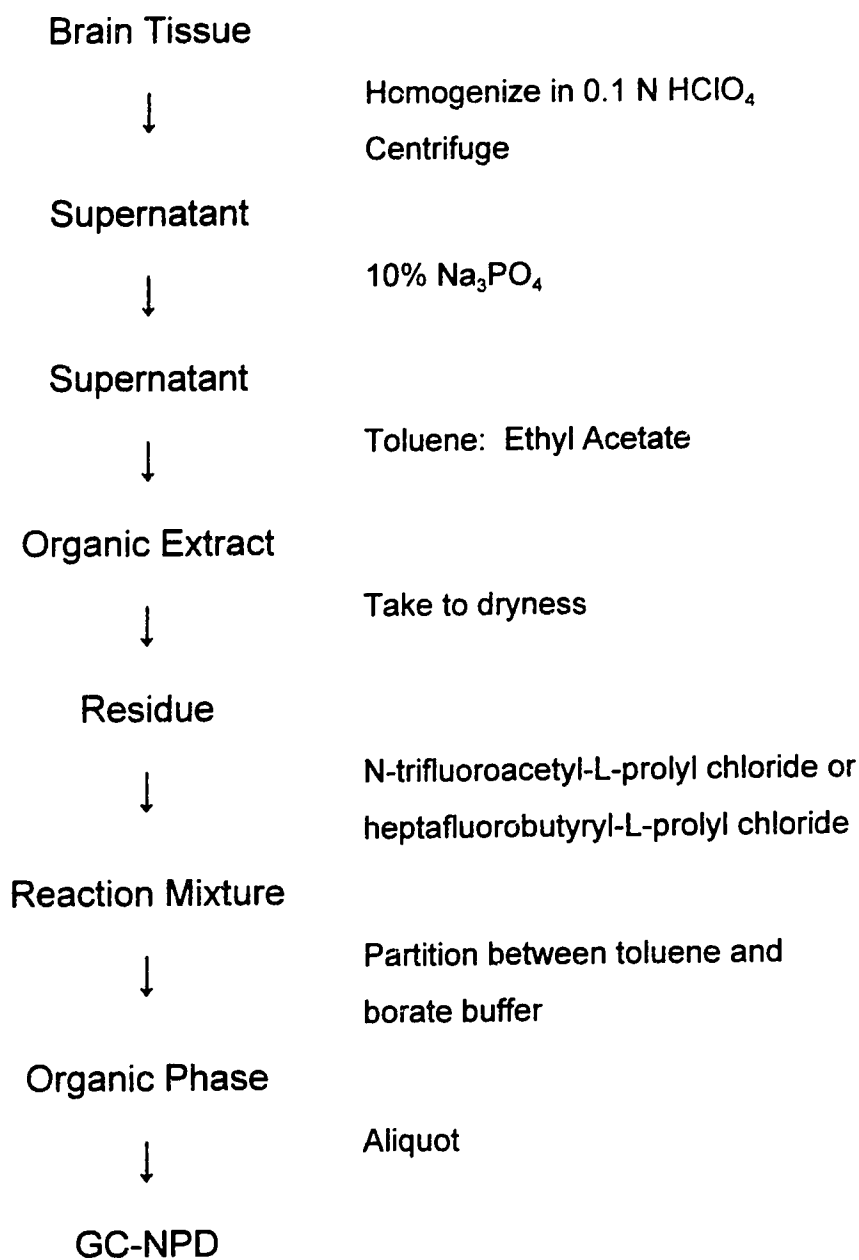 Brain Tissue
Homogenize in 0.1 N HClO₄
Centrifuge
Supernatant
10% Na₃PO₄
Supernatant
Toluene: Ethyl Acetate
Organic Extract
Take to dryness
Residue
N-trifluoroacetyl-L-prolyl chloride or
heptafluorobutyryl-L-prolyl chloride
Reaction Mixture
Partition between toluene and
borate buffer
Organic Phase
Aliquot
GC-NPD